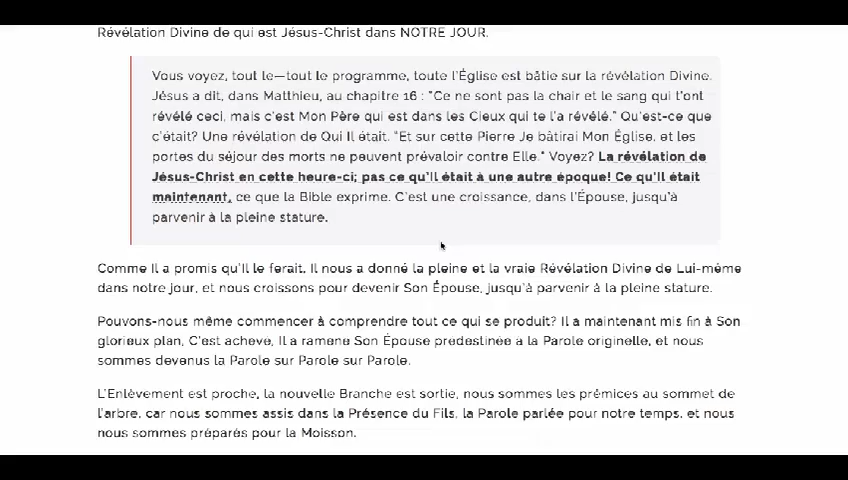 Révélation Divine de qui est Jésus-Christ dans NOTRE JOUR.
Vous voyez, tout le—tout le programme, toute l'Église est bâtie sur la révélation Divine.
Jésus a dit, dans Matthieu, au chapitre 16 : "Ce ne sont pas la chair et le sang qui t'ont
révélé ceci, mais c'est Mon Père qui est dans les Cieux qui te l'a révélé." Qu'est-ce que
c'était? Une révélation de Qui Il était. "Et sur cette Pierre Je bâtirai Mon Église, et les
portes du séjour des morts ne peuvent prévaloir contre Elle." Voyez? La révélation de
Jésus-Christ en cette heure-ci; pas ce qu'Il était à une autre époque! Ce qu'Il était
maintenant, ce que la Bible exprime. C'est une croissance, dans l'Épouse, jusqu'à
parvenir à la pleine stature.
Comme Il a promis qu'Il le ferait, Il nous a donné la pleine et la vraie Révélation Divine de Lui-même
dans notre jour, et nous croissons pour devenir Son Épouse, jusqu'à parvenir à la pleine stature.
Pouvons-nous même commencer à comprendre tout ce qui se produit? Il a maintenant mis fin à Son
glorieux plan, C'est achevé, Il a ramené Son Épouse prédestinée à la Parole originelle, et nous
sommes devenus la Parole sur Parole sur Parole.
L'Enlèvement est proche, la nouvelle Branche est sortie, nous sommes les prémices au sommet de
l'arbre, car nous sommes assis dans la Présence du Fils, la Parole parlée pour notre temps, et nous
nous sommes préparés pour la Moisson.